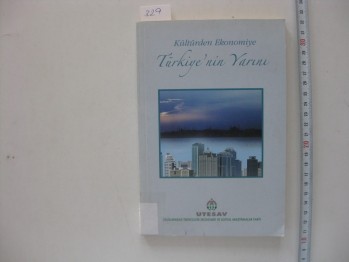 229
Kültürden Ekonomiye
Türkiye'nin Yarını
UTESAV